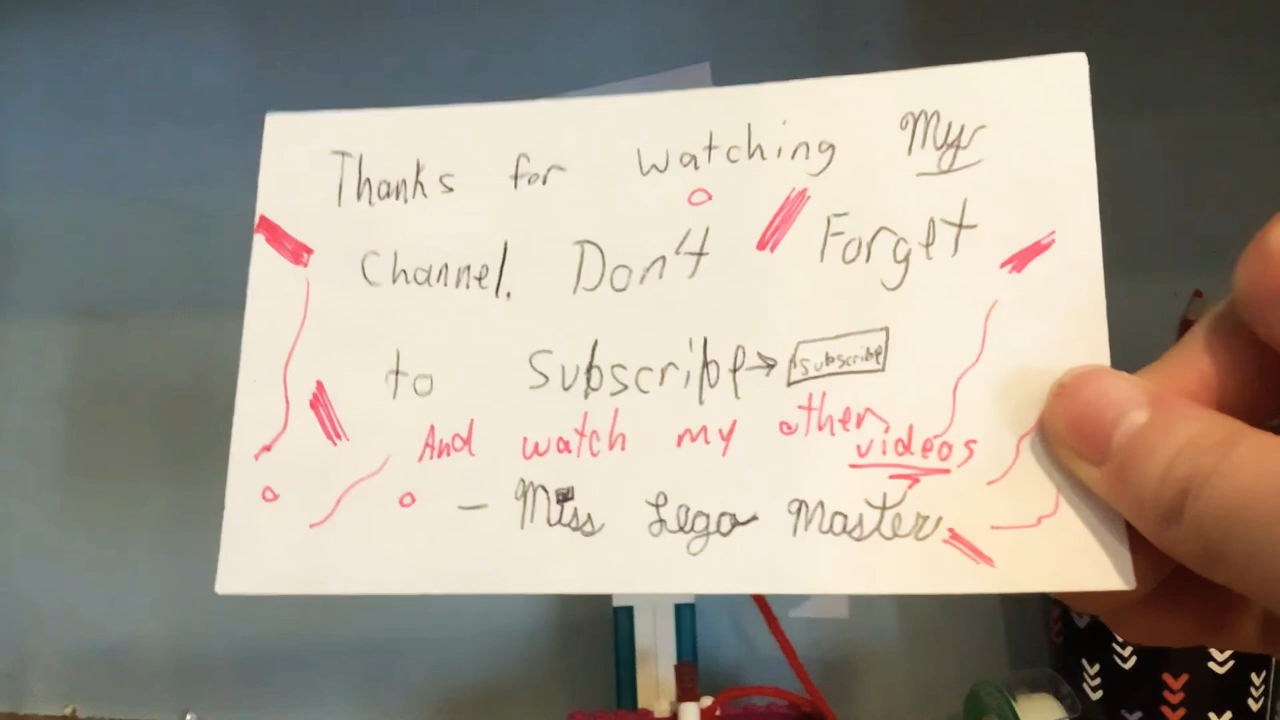 Thanks for watching My
Channel. Don't Forget
to Subscribe→ Subscribe
And watch my other videos
- Miss Lego Master